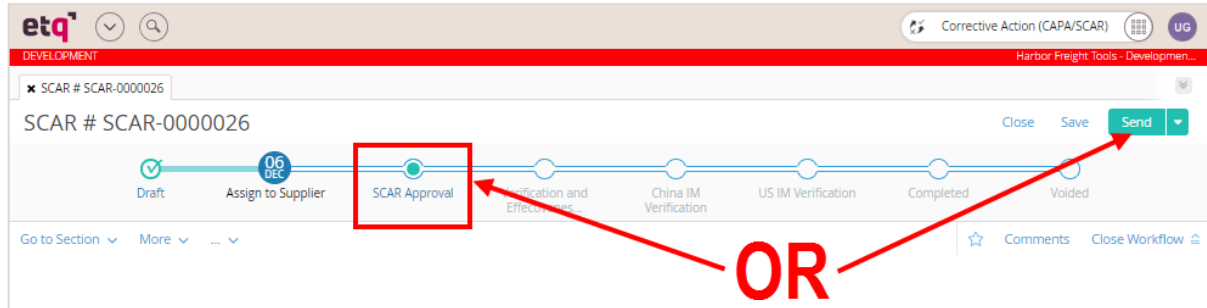 etq
Corrective Action (CAPA/SCAR)
UG
DEVELOPMENT
Harbor Freight Tools - Developmen...
× SCAR # SCAR-0000026
SCAR # SCAR-0000026
Close Save Send
06
DEC
Draft Assign to Supplier SCAR Approval Verification and China IM US IM Verification Completed Voided
Effectivenes... Verification
Go to Section More ... Comments Close Workflow
OR